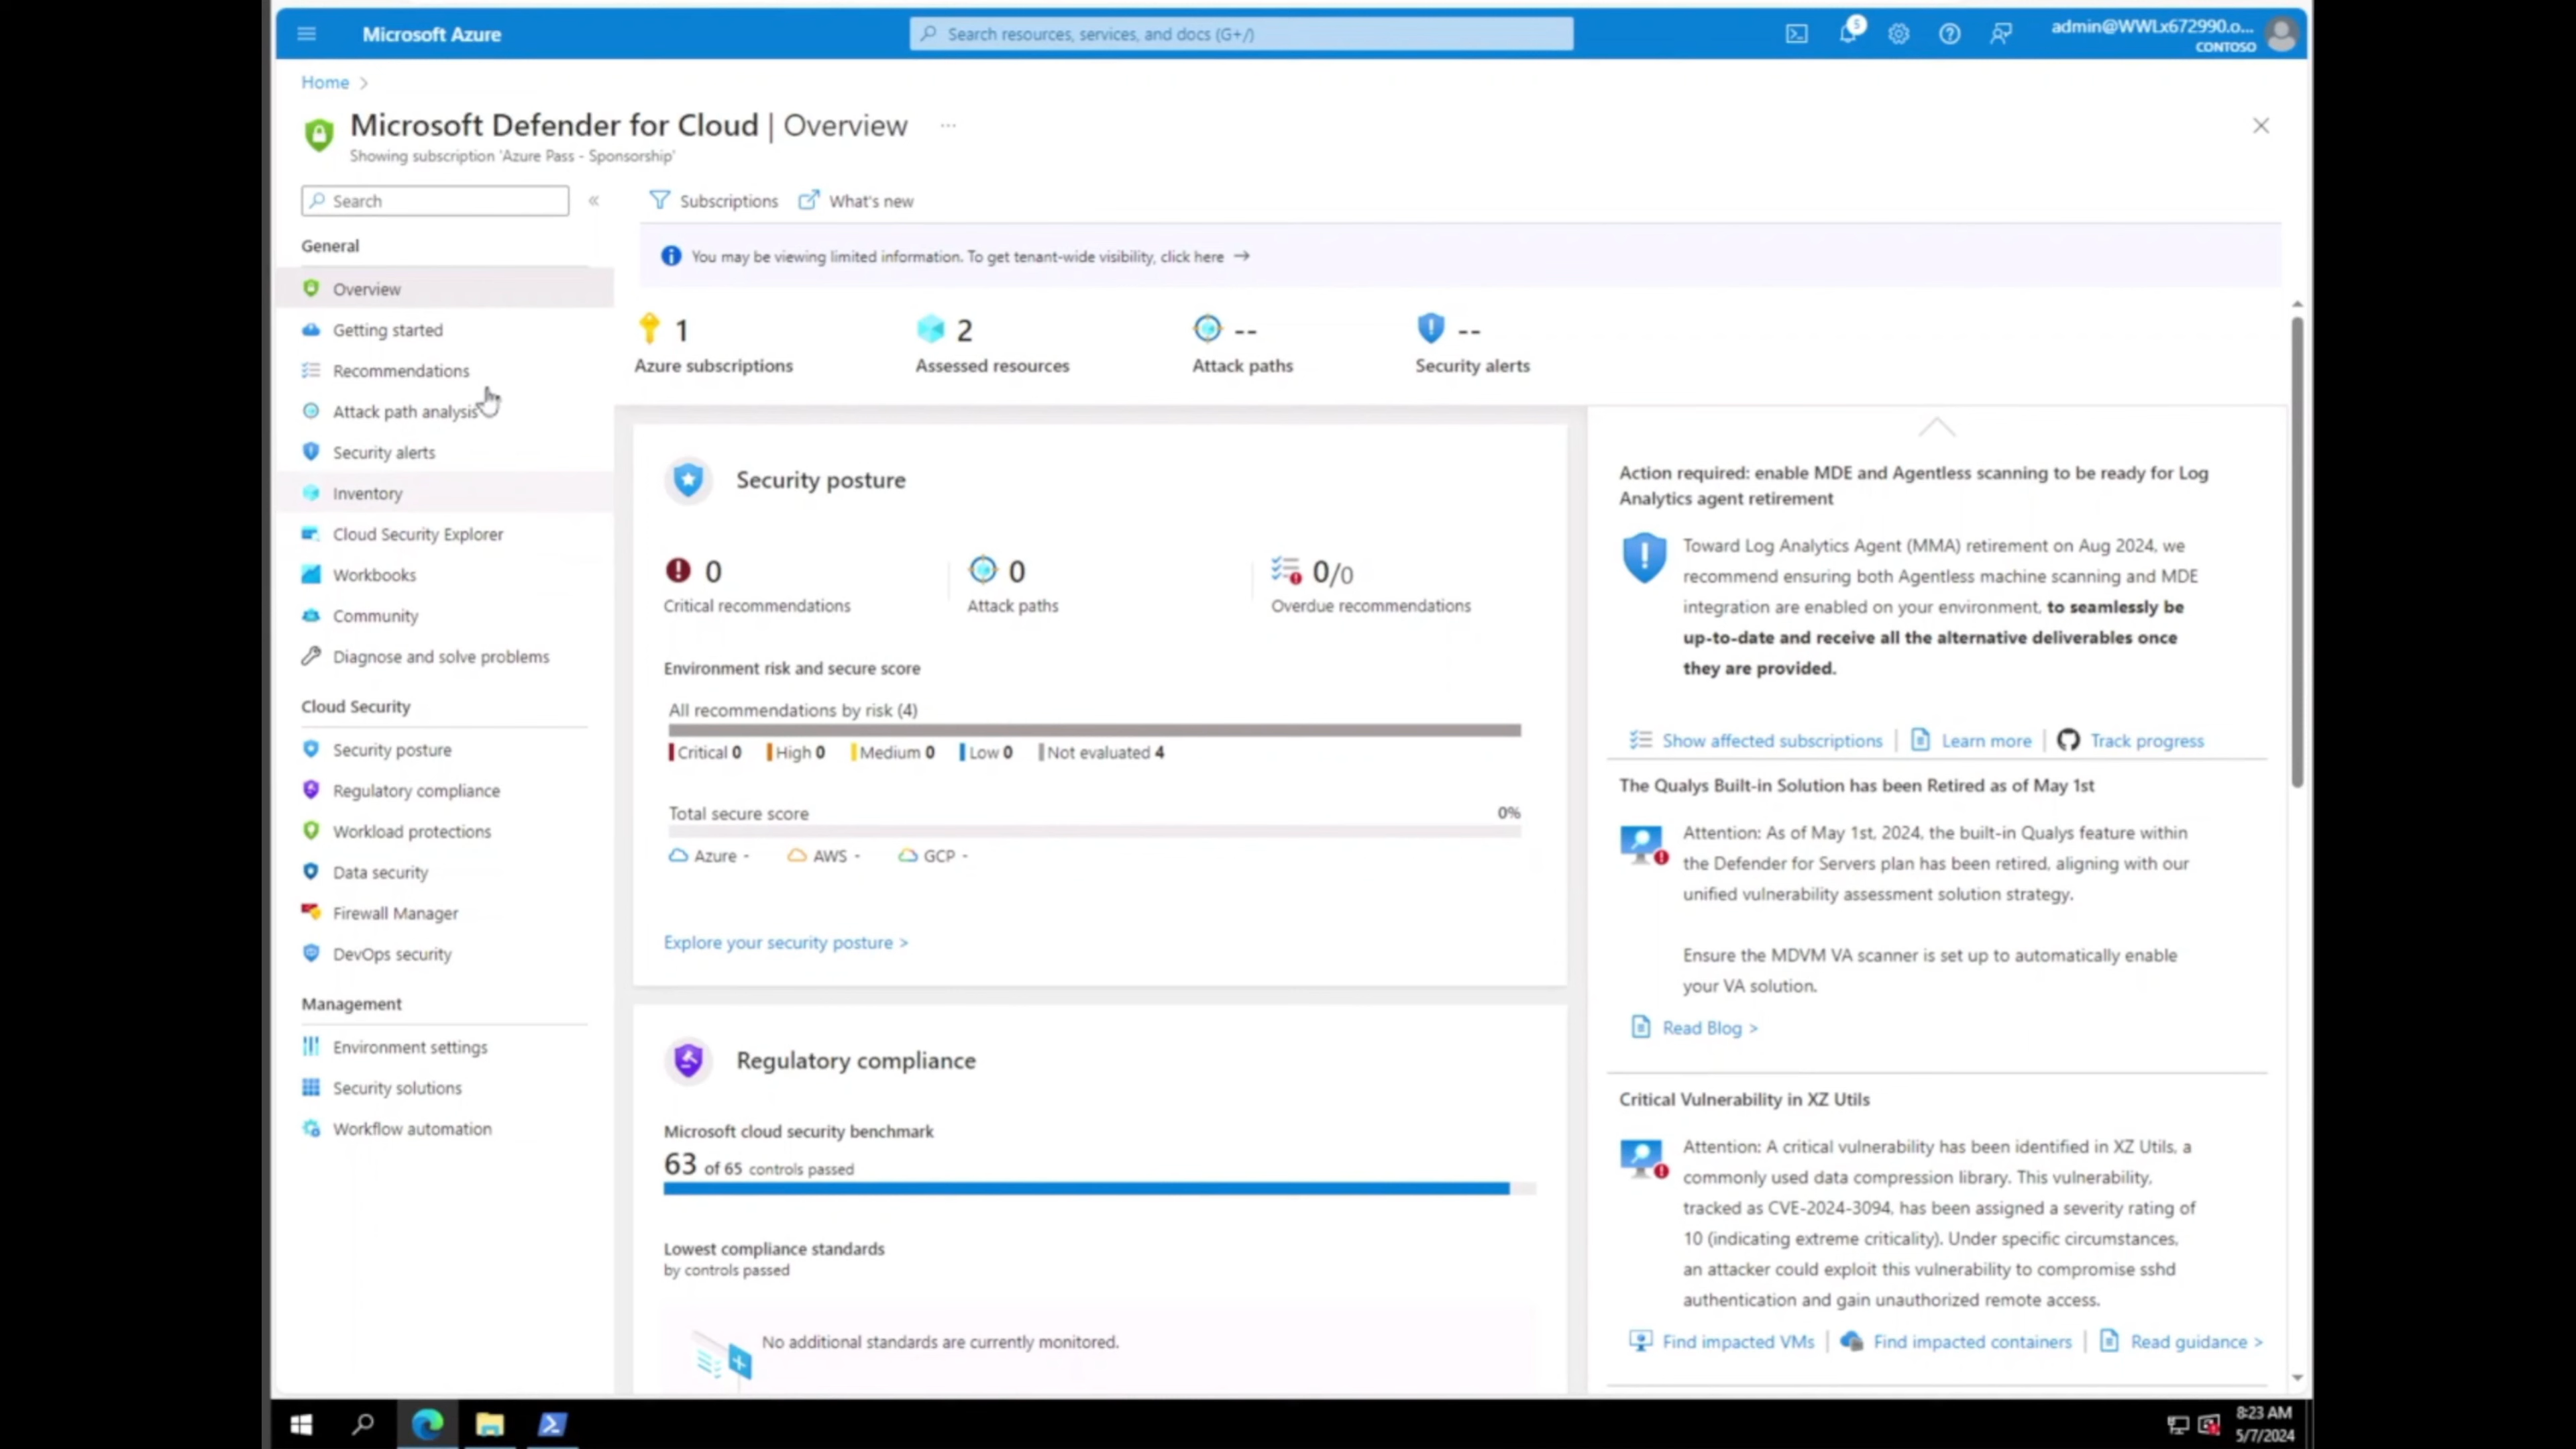 Microsoft Azure
Search resources, services, and docs (G+/)
5
admin@WWLx672990.o...
CONTOSO
Home >
Microsoft Defender for Cloud | Overview ...
Showing subscription 'Azure Pass - Sponsorship'
Search
«
Subscriptions
What's new
You may be viewing limited information. To get tenant-wide visibility, click here →
General
Overview
Getting started
Recommendations
Attack path analysis
Security alerts
Inventory
Cloud Security Explorer
Workbooks
Community
Diagnose and solve problems
Cloud Security
Security posture
Regulatory compliance
Workload protections
Data security
Firewall Manager
DevOps security
Management
Environment settings
Security solutions
Workflow automation
1
Azure subscriptions
2
Assessed resources
--
Attack paths
--
Security alerts
Security posture
0
Critical recommendations
0
Attack paths
0/0
Overdue recommendations
Environment risk and secure score
All recommendations by risk (4)
Critical 0 High 0 Medium 0 Low 0 Not evaluated 4
Total secure score 0%
Azure - AWS - GCP -
Explore your security posture >
Regulatory compliance
Microsoft cloud security benchmark
63 of 65 controls passed
Lowest compliance standards
by controls passed
No additional standards are currently monitored.
Action required: enable MDE and Agentless scanning to be ready for Log
Analytics agent retirement
Toward Log Analytics Agent (MMA) retirement on Aug 2024, we
recommend ensuring both Agentless machine scanning and MDE
integration are enabled on your environment, to seamlessly be
up-to-date and receive all the alternative deliverables once
they are provided.
Show affected subscriptions | Learn more | Track progress
The Qualys Built-in Solution has been Retired as of May 1st
Attention: As of May 1st, 2024, the built-in Qualys feature within
the Defender for Servers plan has been retired, aligning with our
unified vulnerability assessment solution strategy.
Ensure the MDVM VA scanner is set up to automatically enable
your VA solution.
Read Blog >
Critical Vulnerability in XZ Utils
Attention: A critical vulnerability has been identified in XZ Utils, a
commonly used data compression library. This vulnerability,
tracked as CVE-2024-3094, has been assigned a severity rating of
10 (indicating extreme criticality). Under specific circumstances,
an attacker could exploit this vulnerability to compromise sshd
authentication and gain unauthorized remote access.
Find impacted VMs | Find impacted containers | Read guidance >
8:23 AM
5/7/2024